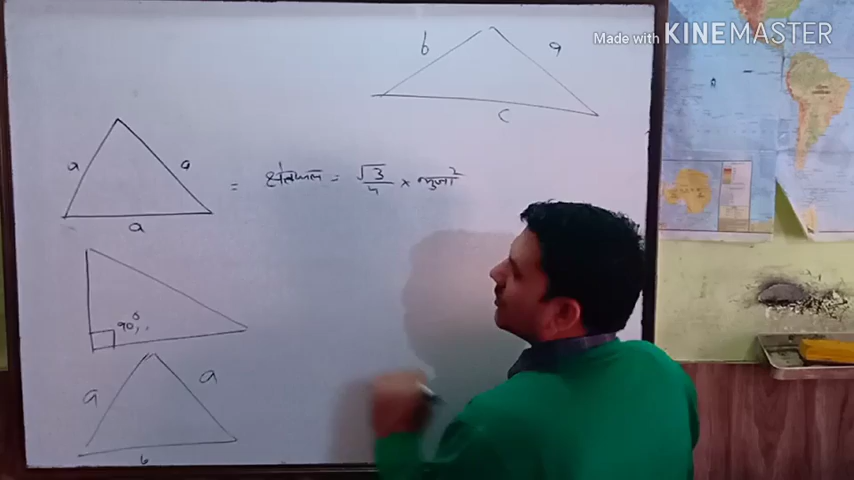 Made with KINEMASTER
b a
c
a a
a
= क्षेत्रफल = √3/4 × भुजा²
90°
a a
b